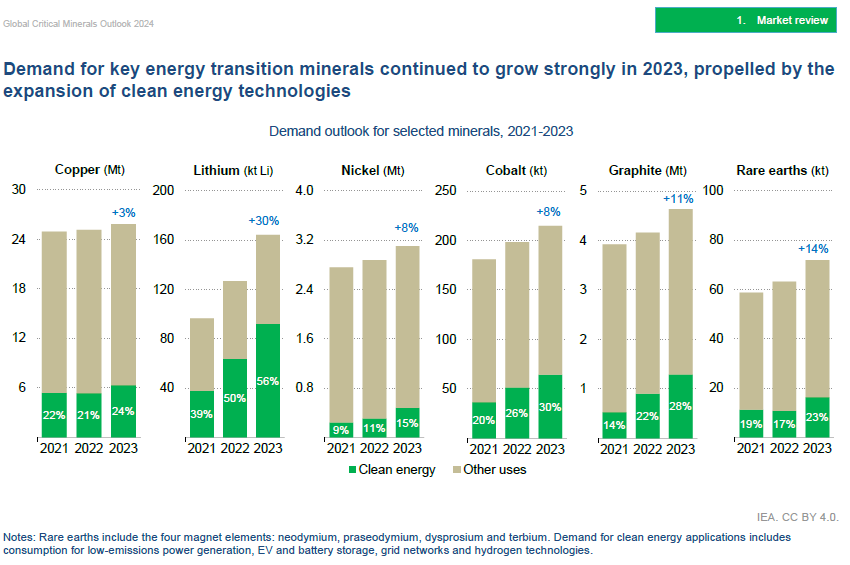 Global Critical Minerals Outlook 2024
1. Market review
Demand for key energy transition minerals continued to grow strongly in 2023, propelled by the
expansion of clean energy technologies
Demand outlook for selected minerals, 2021-2023
Copper (Mt)
30
24
18
12
6
+3%
22%
21%
24%
2021 2022 2023
Lithium (kt Li)
200
160
120
80
40
+30%
39%
50%
56%
2021 2022 2023
Nickel (Mt)
4.0
3.2
2.4
1.6
0.8
+8%
9%
11%
15%
2021 2022 2023
Cobalt (kt)
250
200
150
100
50
+8%
20%
26%
30%
2021 2022 2023
Graphite (Mt)
5
4
3
2
1
+11%
14%
22%
28%
2021 2022 2023
Rare earths (kt)
100
80
60
40
20
+14%
19%
17%
23%
2021 2022 2023
Clean energy
Other uses
IEA. CC BY 4.0.
Notes: Rare earths include the four magnet elements: neodymium, praseodymium, dysprosium and terbium. Demand for clean energy applications includes
consumption for low-emissions power generation, EV and battery storage, grid networks and hydrogen technologies.